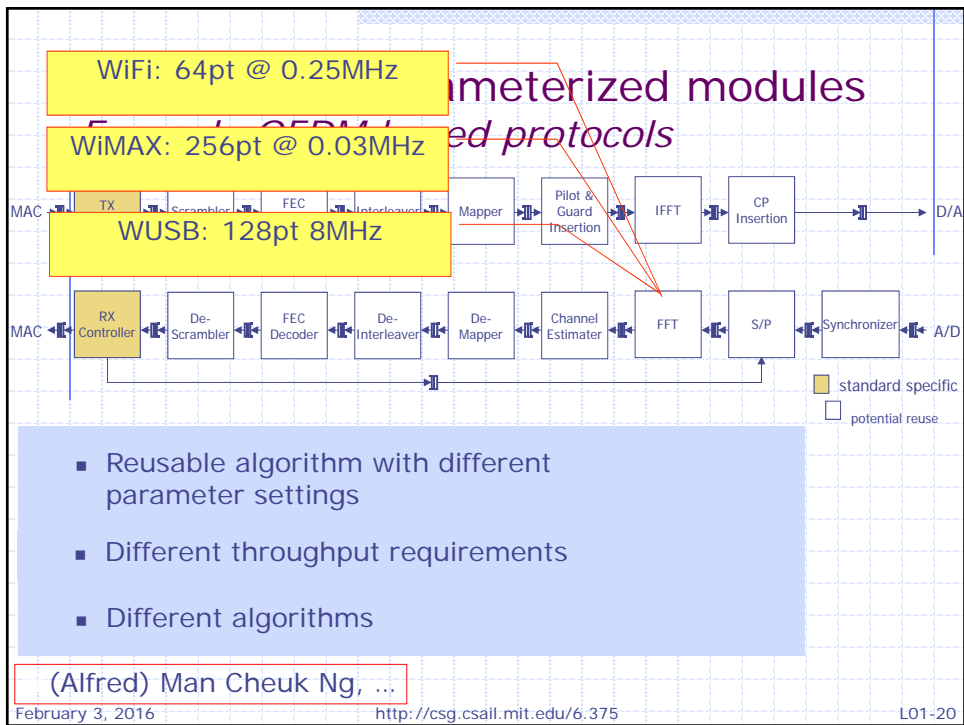 WiFi: 64pt @ 0.25MHz
ameterized modules
ed protocols
WiMAX: 256pt @ 0.03MHz
WUSB: 128pt 8MHz
MAC
TX
FEC
Mapper
Pilot &
Guard
Insertion
IFFT
CP
Insertion
D/A
MAC
RX
Controller
De-
Scrambler
FEC
Decoder
De-
Interleaver
De-
Mapper
Channel
Estimater
FFT
S/P
Synchronizer
A/D
standard specific
potential reuse
▪ Reusable algorithm with different
parameter settings
▪ Different throughput requirements
▪ Different algorithms
(Alfred) Man Cheuk Ng, ...
February 3, 2016
http://csg.csail.mit.edu/6.375
L01-20